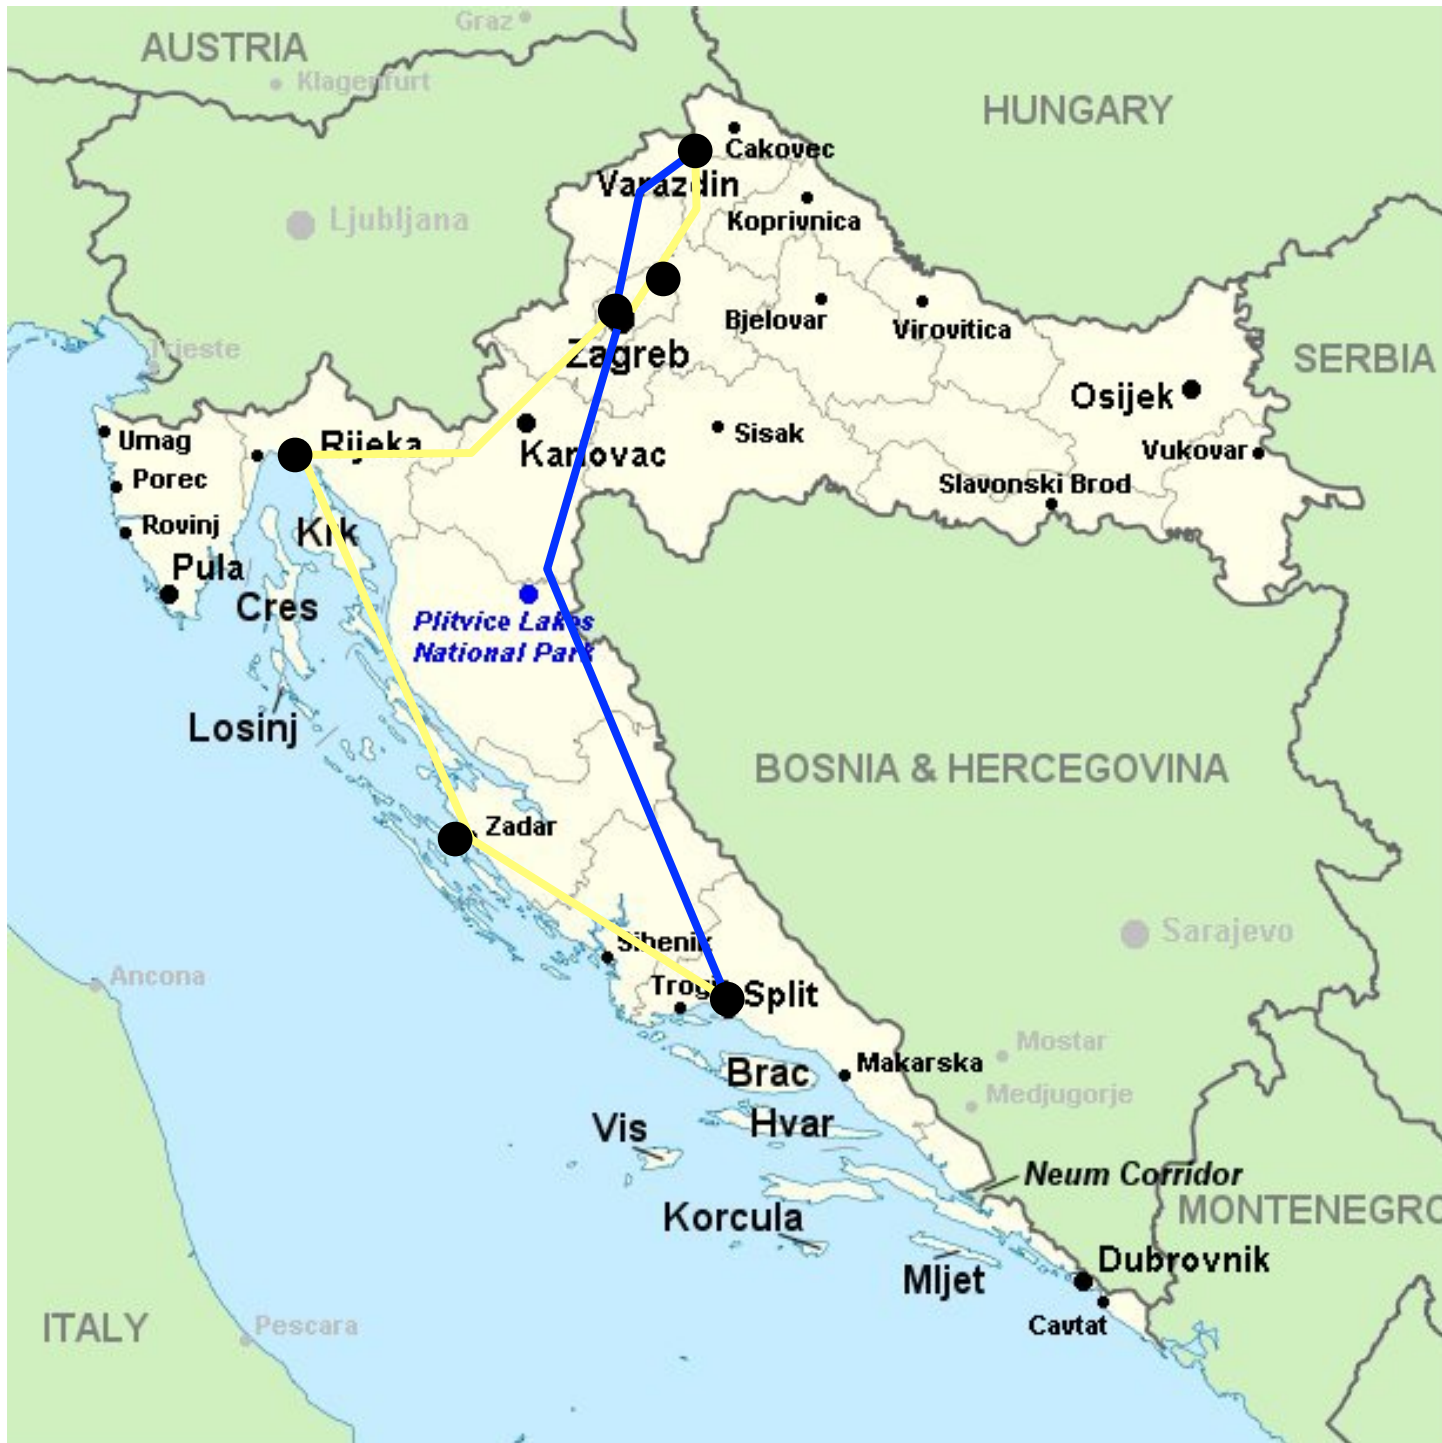 Graz
AUSTRIA
Klagenfurt
HUNGARY
Cakovec
Varazdin
Ljubljana
Koprivnica
Bjelovar
Virovitica
Trieste
Zagreb
SERBIA
Osijek
Umag
Rijeka
Sisak
Karlovac
Vukovar
Porec
Slavonski Brod
Rovinj
Krk
Pula
Cres
Plitvice Lakes
National Park
Losinj
BOSNIA & HERCEGOVINA
Zadar
Sarajevo
Sibenik
Ancona
Trogir
Split
Mostar
Makarska
Brac
Medjugorje
Hvar
Vis
Neum Corridor
Korcula
MONTENEGRO
Dubrovnik
Mljet
ITALY
Pescara
Cavtat